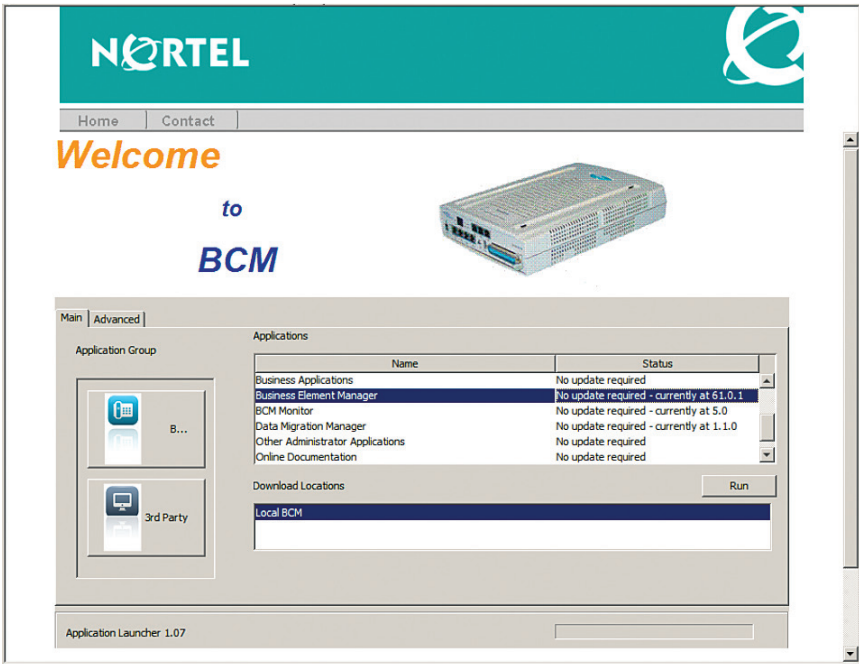 NORTEL
Home Contact
Welcome
to
BCM
Main Advanced
Application Group
Applications
Name Status
Business Applications No update required
Business Element Manager No update required - currently at 61.0.1
BCM Monitor No update required - currently at 5.0
Data Migration Manager No update required - currently at 1.1.0
Other Administrator Applications No update required
Online Documentation No update required
B...
3rd Party
Download Locations
Run
Local BCM
Application Launcher 1.07